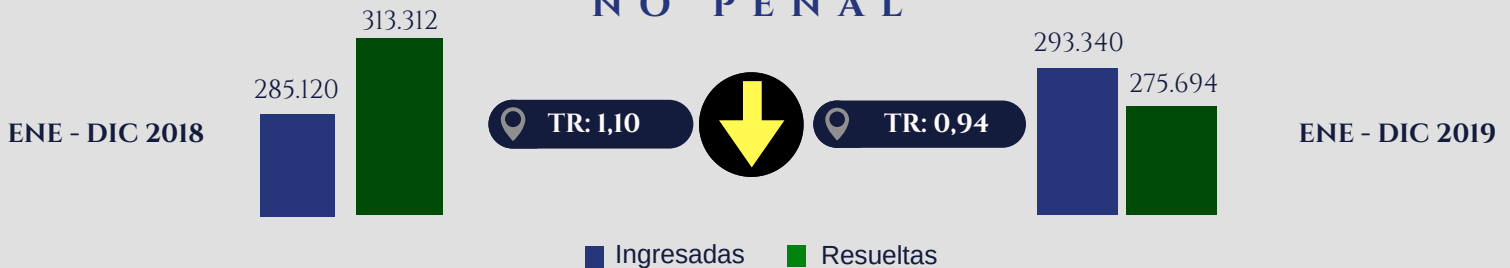 NO PENAL
313.312
285.120
ENE - DIC 2018
TR: 1,10
TR: 0,94
293.340
275.694
ENE - DIC 2019
Ingresadas
Resueltas